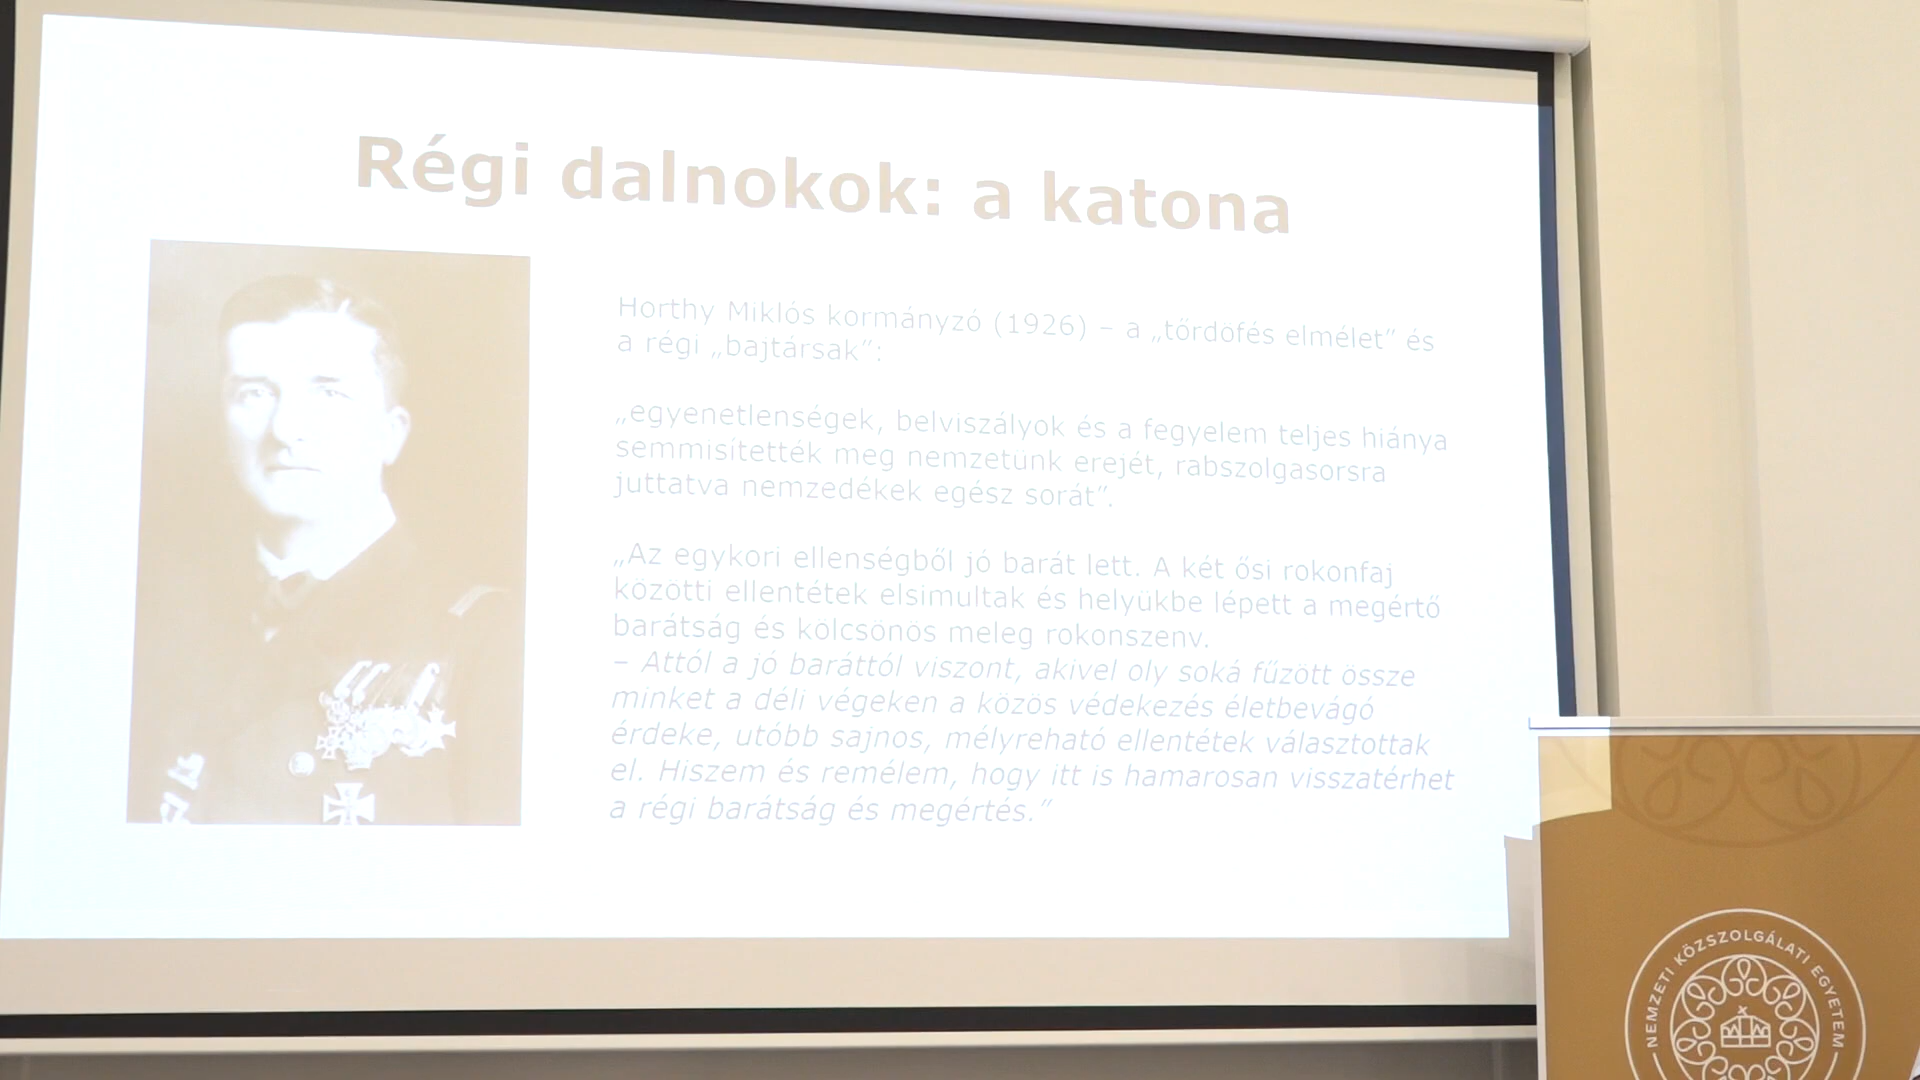 Régi dalnokok: a katona
Horthy Miklós kormányzó (1926) – a „tőrdöfés elmélet” és
a régi „bajtársak”:
„egyenetlenségek, belviszályok és a fegyelem teljes hiánya
semmisítették meg nemzetünk erejét, rabszolgasorsra
juttatva nemzedékek egész sorát”.
„Az egykori ellenségből jó barát lett. A két ősi rokonfaj
közötti ellentétek elsimultak és helyükbe lépett a megértő
barátság és kölcsönös meleg rokonszenv.
– Attól a jó baráttól viszont, akivel oly soká fűzött össze
minket a déli végeken a közös védekezés életbevágó
érdeke, utóbb sajnos, mélyreható ellentétek választottak
el. Hiszem és remélem, hogy itt is hamarosan visszatérhet
a régi barátság és megértés.”
NEMZETI KÖZSZOLGÁLATI EGYETEM